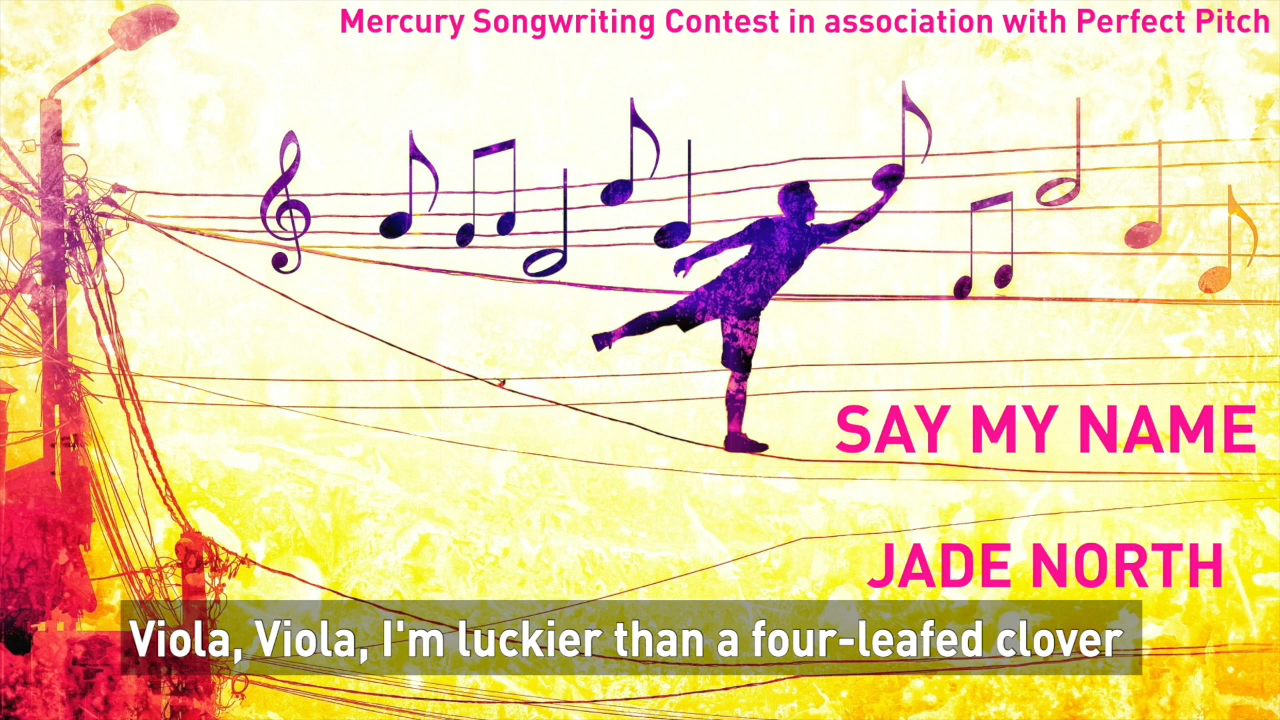 Mercury Songwriting Contest in association with Perfect Pitch
SAY MY NAME
JADE NORTH
Viola, Viola, I'm luckier than a four-leafed clover